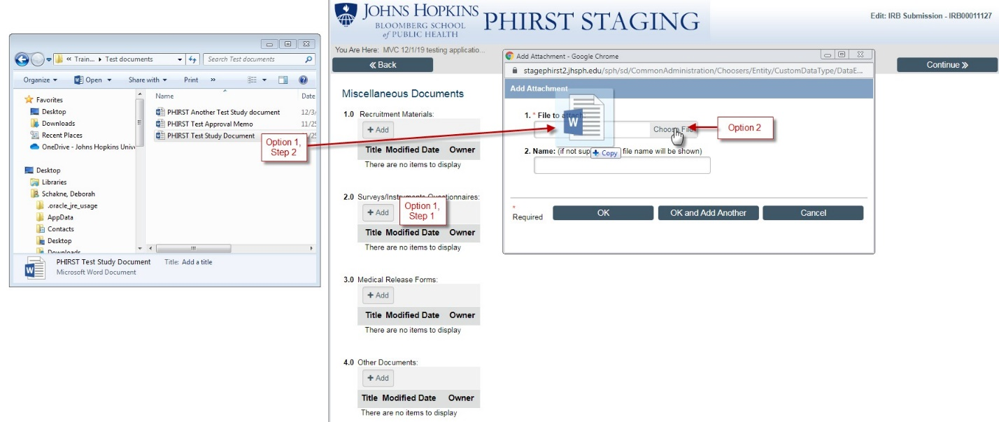 JOHNS HOPKINS
BLOOMBERG SCHOOL
of PUBLIC HEALTH
PHIRST STAGING
Edit: IRB Submission - IRB00011127
You Are Here: MVC 12/1/19 testing applicatio...
« Back
Continue »
« Train... ▸ Test documents
Search Test documents
Organize
Open
Share with
Print
»
Favorites
Desktop
Downloads
Recent Places
OneDrive - Johns Hopkins Unive
Desktop
Libraries
Schakne, Deborah
.oracle_jre_usage
AppData
Contacts
Desktop
Downloads
Name
Date
PHIRST Another Test Study document 12/3/
PHIRST Test Approval Memo 11/25
PHIRST Test Study Document
PHIRST Test Study Document Title: Add a title
Microsoft Word Document
Option 1,
Step 2
Miscellaneous Documents
1.0 Recruitment Materials:
+ Add
Title Modified Date Owner
There are no items to display
2.0 Surveys/Instruments Questionnaires:
+ Add
Option 1,
Step 1
Title Modified Date Owner
There are no items to display
3.0 Medical Release Forms:
+ Add
Title Modified Date Owner
There are no items to display
4.0 Other Documents:
+ Add
Title Modified Date Owner
There are no items to display
Add Attachment - Google Chrome
stagephirst2.jhsph.edu/sph/sd/CommonAdministration/Choosers/Entity/CustomDataType/DataE...
Add Attachment
1. * File to attach:
W
Choose File
Option 2
2. Name: (if not sup
+ Copy
file name will be shown)
*
Required
OK
OK and Add Another
Cancel